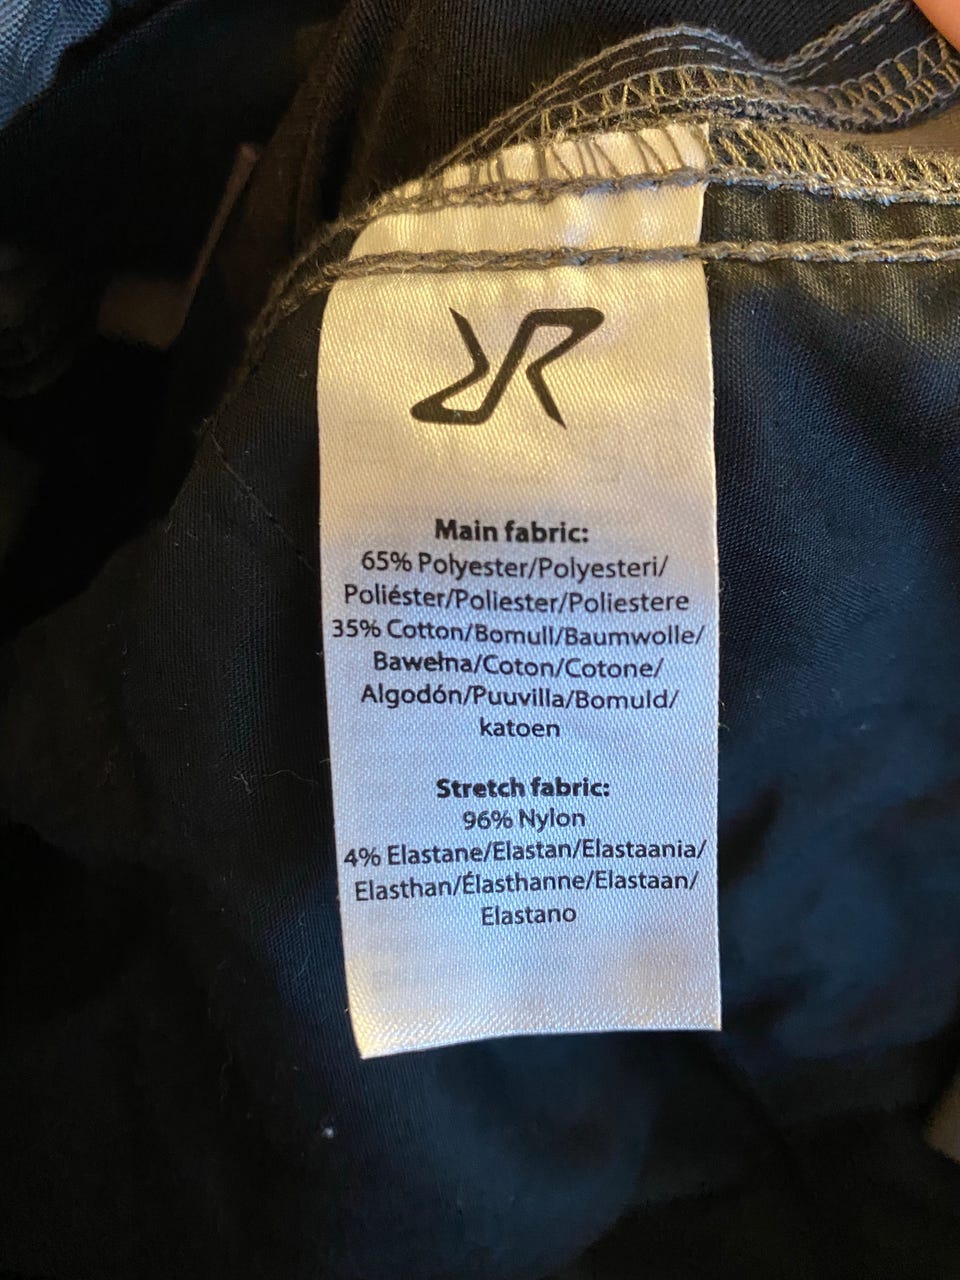 Main fabric:
65% Polyester/Polyesteri/
Poliéster/Poliester/Poliestere
35% Cotton/Bomull/Baumwolle/
Bawełna/Coton/Cotone/
Algodón/Puuvilla/Bomuld/
katoen
Stretch fabric:
96% Nylon
4% Elastane/Elastan/Elastaania/
Elasthan/Élasthanne/Elastaan/
Elastano